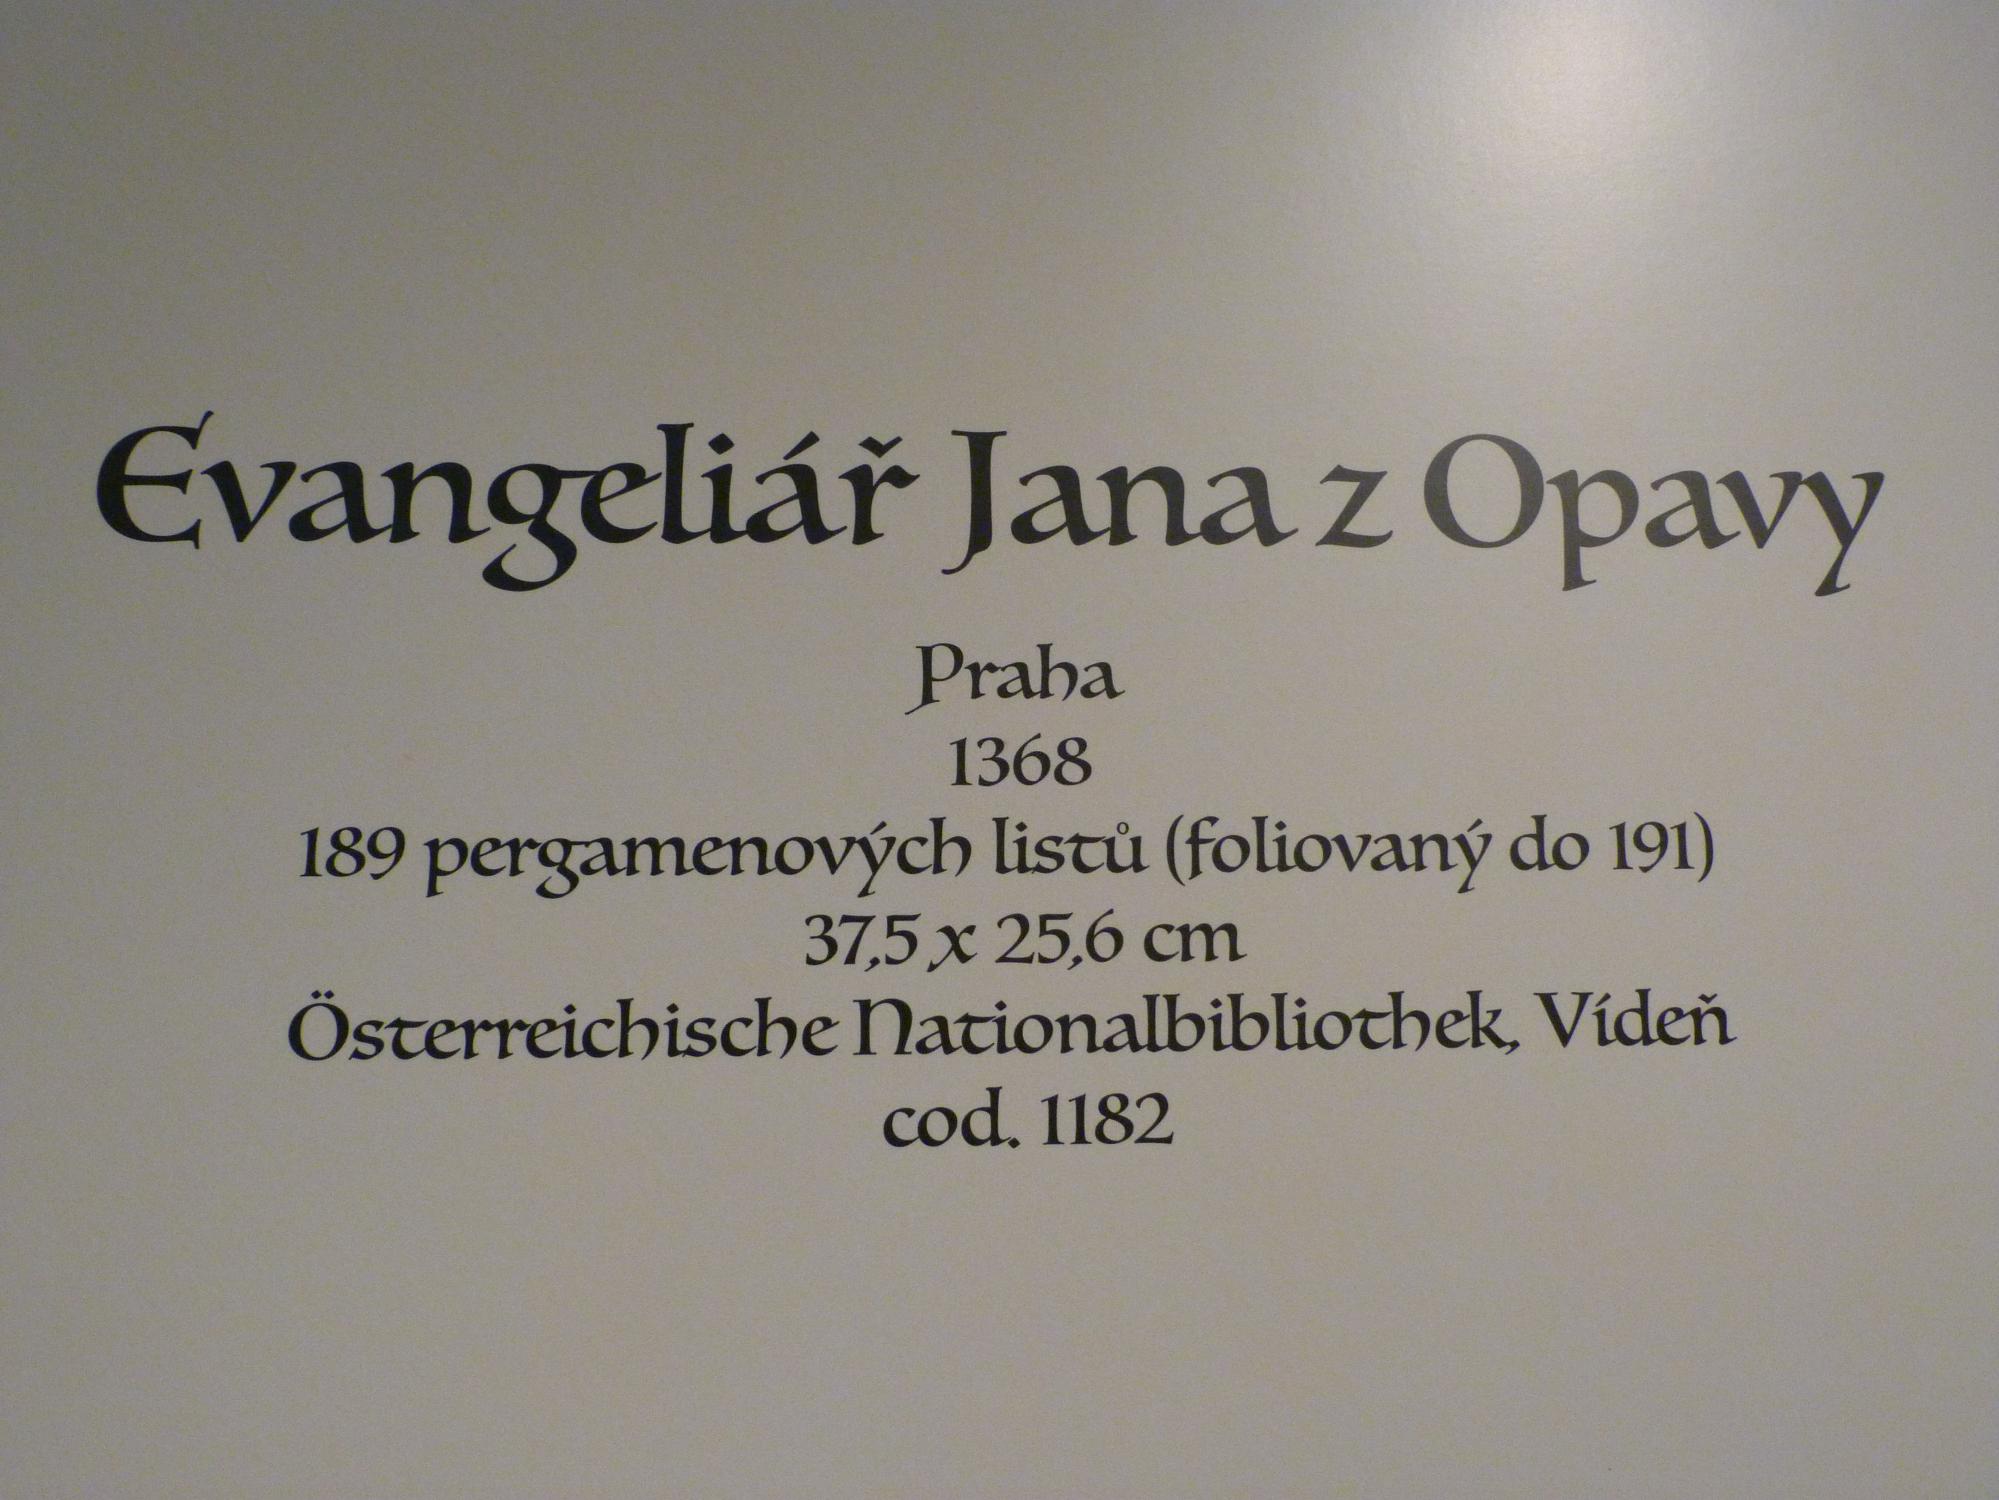 Evangeliář Jana z Opavy
Praha
1368
189 pergamenových listů (foliovaný do 191)
37,5 x 25,6 cm
Österreichische Nationalbibliothek, Vídeň
cod. 1182